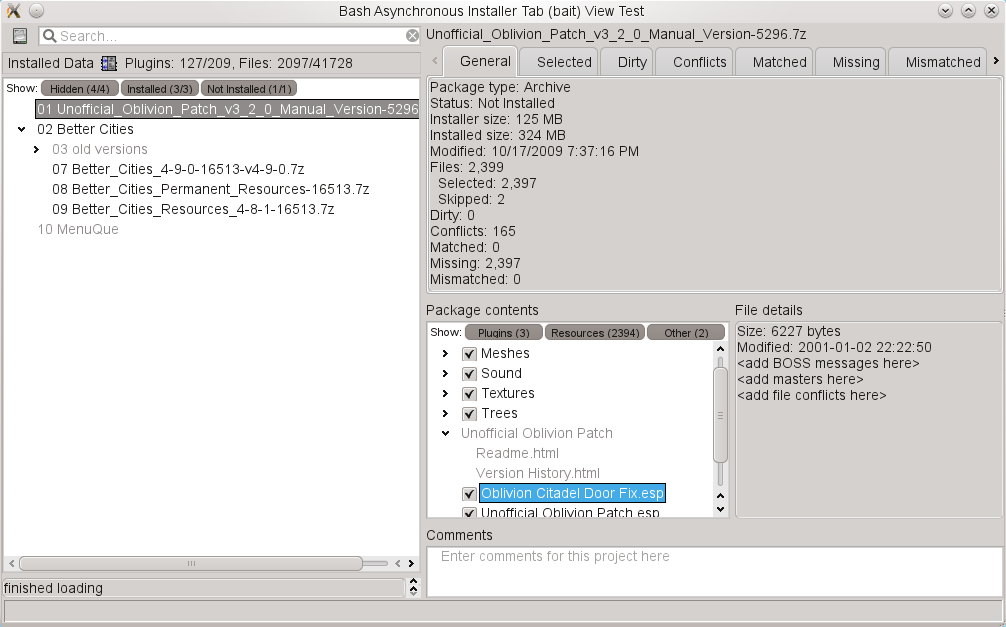 Bash Asynchronous Installer Tab (bait) View Test
Search...
Installed Data Plugins: 127/209, Files: 2097/41728
Show: Hidden (4/4) Installed (3/3) Not Installed (1/1)
01 Unofficial_Oblivion_Patch_v3_2_0_Manual_Version-5296
02 Better Cities
03 old versions
07 Better_Cities_4-9-0-16513-v4-9-0.7z
08 Better_Cities_Permanent_Resources-16513.7z
09 Better_Cities_Resources_4-8-1-16513.7z
10 MenuQue
finished loading
Unofficial_Oblivion_Patch_v3_2_0_Manual_Version-5296.7z
General Selected Dirty Conflicts Matched Missing Mismatched
Package type: Archive
Status: Not Installed
Installer size: 125 MB
Installed size: 324 MB
Modified: 10/17/2009 7:37:16 PM
Files: 2,399
Selected: 2,397
Skipped: 2
Dirty: 0
Conflicts: 165
Matched: 0
Missing: 2,397
Mismatched: 0
Package contents
Show: Plugins (3) Resources (2394) Other (2)
Meshes
Sound
Textures
Trees
Unofficial Oblivion Patch
Readme.html
Version History.html
Oblivion Citadel Door Fix.esp
Unofficial Oblivion Patch.esp
File details
Size: 6227 bytes
Modified: 2001-01-02 22:22:50
<add BOSS messages here>
<add masters here>
<add file conflicts here>
Comments
Enter comments for this project here